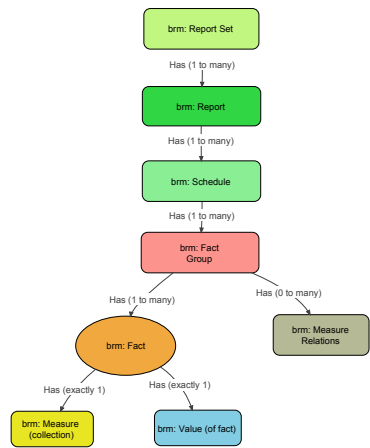 brm: Report Set
Has (1 to many)
brm: Report
Has (1 to many)
brm: Schedule
Has (1 to many)
brm: Fact
Group
Has (1 to many)
Has (0 to many)
brm: Fact
brm: Measure
Relations
Has (exactly 1)
Has (exactly 1)
brm: Measure
(collection)
brm: Value (of fact)